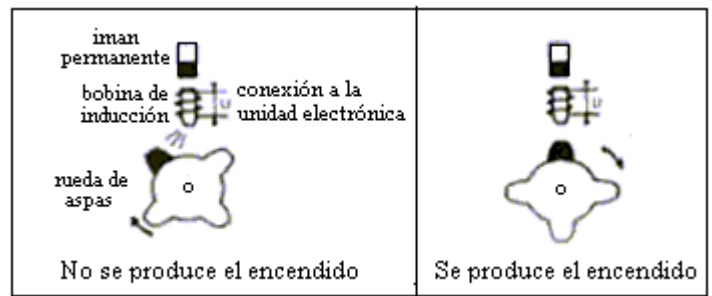 iman
permanente
bobina de
inducción
U
conexión a la
unidad electrónica
rueda de
aspas
No se produce el encendido
U
Se produce el encendido